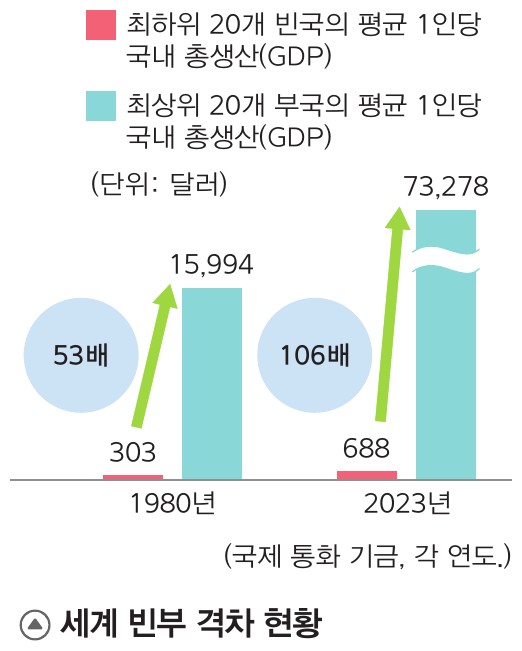 최하위 20개 빈국의 평균 1인당
국내 총생산(GDP)
최상위 20개 부국의 평균 1인당
국내 총생산(GDP)
(단위: 달러)
73,278
15,994
53배
106배
303
688
1980년
2023년
(국제 통화 기금, 각 연도.)
세계 빈부 격차 현황